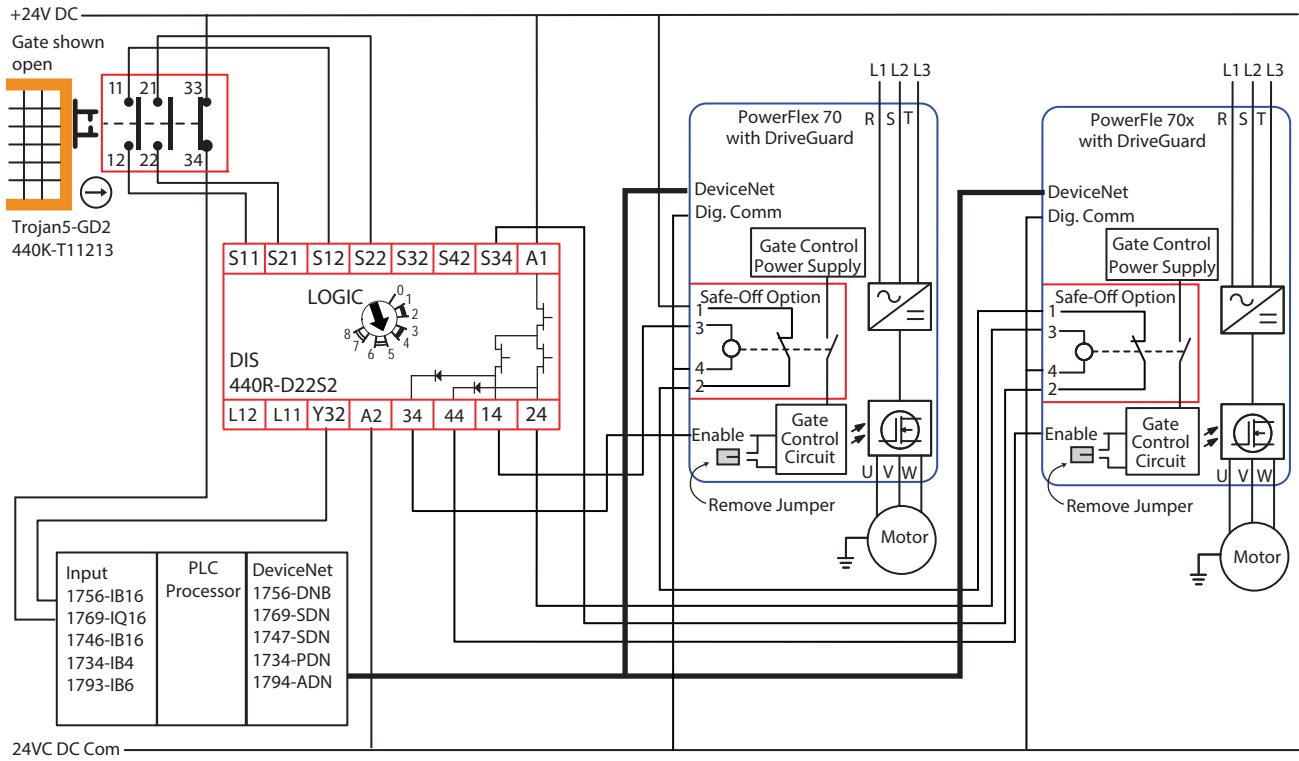 +24V DC
Gate shown
open
11 21 33
12 22 34
Trojan5-GD2
440K-T11213
S11 S21 S12 S22 S32 S42 S34 A1
LOGIC
0
1
2
3
4
5
6
7
8
DIS
440R-D22S2
L12 L11 Y32 A2 34 44 14 24
Input
1756-IB16
1769-IQ16
1746-IB16
1734-IB4
1793-IB6
PLC
Processor
DeviceNet
1756-DNB
1769-SDN
1747-SDN
1734-PDN
1794-ADN
24VC DC Com
L1 L2 L3
PowerFlex 70
with DriveGuard
R S T
DeviceNet
Dig. Comm
Gate Control
Power Supply
Safe-Off Option
1
3
4
2
Enable
Gate
Control
Circuit
U V W
Remove Jumper
Motor
L1 L2 L3
PowerFle 70x
with DriveGuard
R S T
DeviceNet
Dig. Comm
Gate Control
Power Supply
Safe-Off Option
1
3
4
2
Enable
Gate
Control
Circuit
U V W
Remove Jumper
Motor